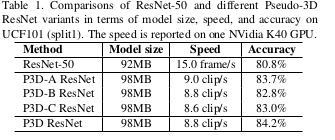 Table 1. Comparisons of ResNet-50 and different Pseudo-3D
ResNet variants in terms of model size, speed, and accuracy on
UCF101 (split1). The speed is reported on one NVidia K40 GPU.
Method Model size Speed Accuracy
ResNet-50 92MB 15.0 frame/s 80.8%
P3D-A ResNet 98MB 9.0 clip/s 83.7%
P3D-B ResNet 98MB 8.8 clip/s 82.8%
P3D-C ResNet 98MB 8.6 clip/s 83.0%
P3D ResNet 98MB 8.8 clip/s 84.2%